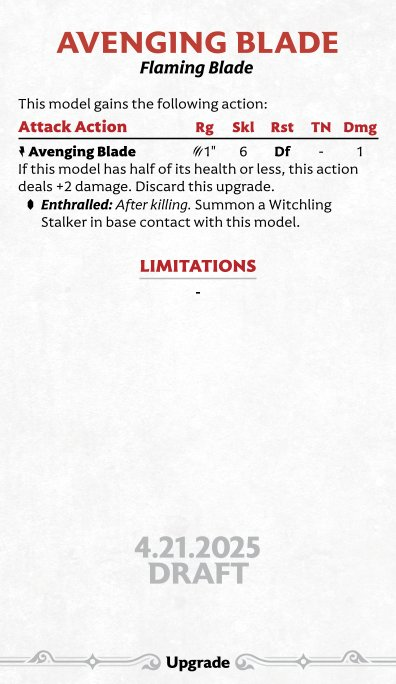 AVENGING BLADE
Flaming Blade
This model gains the following action:
Attack Action Rg Skl Rst TN Dmg
Avenging Blade 1" 6 Df - 1
If this model has half of its health or less, this action
deals +2 damage. Discard this upgrade.
Enthralled: After killing. Summon a Witchling
Stalker in base contact with this model.
LIMITATIONS
-
4.21.2025
DRAFT
Upgrade